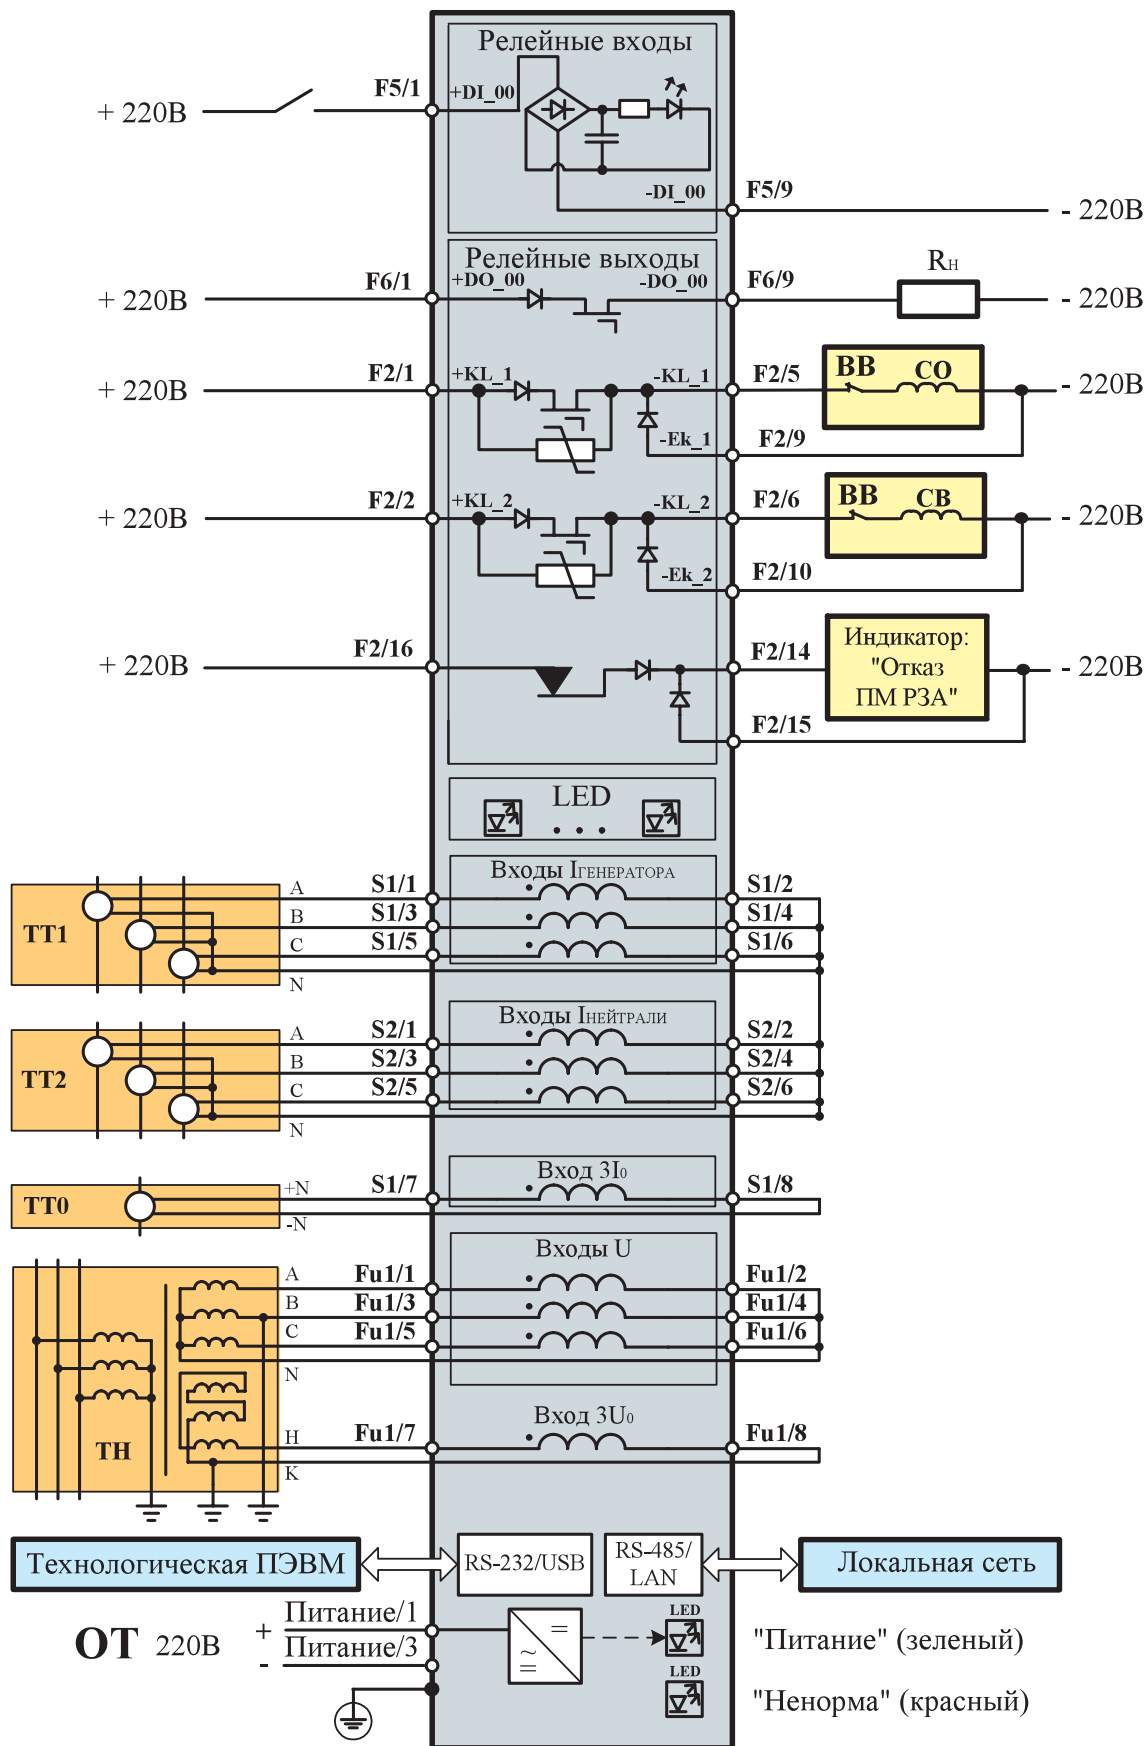 Релейные входы
+ 220В
F5/1
+DI_00
-DI_00
F5/9
- 220В
Релейные выходы
+ 220В
F6/1
+DO_00
-DO_00
F6/9
RН
- 220В
+ 220В
F2/1
+KL_1
-KL_1
F2/5
ВВ
СО
- 220В
-Ek_1
F2/9
+ 220В
F2/2
+KL_2
-KL_2
F2/6
ВВ
СВ
- 220В
-Ek_2
F2/10
+ 220В
F2/16
F2/14
Индикатор:
"Отказ
ПМ РЗА"
- 220В
F2/15
LED
. . .
Входы IГЕНЕРАТОРА
ТТ1
A
S1/1
S1/2
B
S1/3
S1/4
C
S1/5
S1/6
N
Входы IНЕЙТРАЛИ
ТТ2
A
S2/1
S2/2
B
S2/3
S2/4
C
S2/5
S2/6
N
Вход 3I0
ТТ0
+N
S1/7
S1/8
-N
Входы U
A
Fu1/1
Fu1/2
B
Fu1/3
Fu1/4
C
Fu1/5
Fu1/6
N
Вход 3U0
ТН
H
Fu1/7
Fu1/8
K
Технологическая ПЭВМ
RS-232/USB
RS-485/
LAN
Локальная сеть
ОТ 220В
+
Питание/1
-
Питание/3
=
~
=
LED
"Питание" (зеленый)
LED
"Ненорма" (красный)